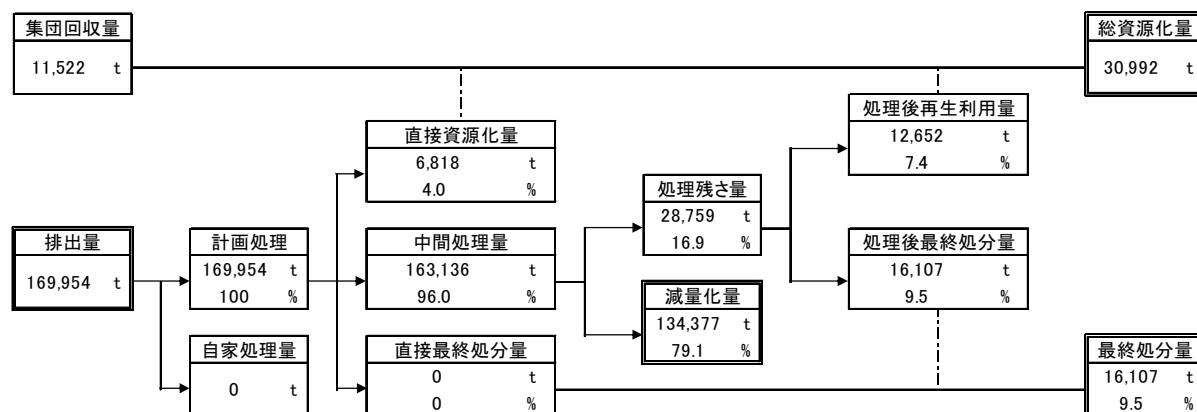 集団回収量
11,522 t
総資源化量
30,992 t
直接資源化量
6,818 t
4.0 %
処理後再生利用量
12,652 t
7.4 %
処理残さ量
28,759 t
16.9 %
排出量
169,954 t
計画処理
169,954 t
100 %
中間処理量
163,136 t
96.0 %
処理後最終処分量
16,107 t
9.5 %
減量化量
134,377 t
79.1 %
自家処理量
0 t
直接最終処分量
0 t
0 %
最終処分量
16,107 t
9.5 %